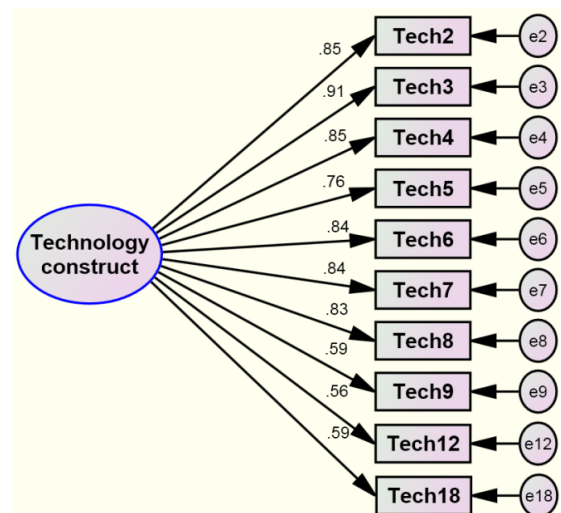 .85
Tech2
e2
.91
Tech3
e3
.85
Tech4
e4
.76
Tech5
e5
Technology
construct
.84
Tech6
e6
.84
Tech7
e7
.83
Tech8
e8
.59
Tech9
e9
.56
Tech12
e12
.59
Tech18
e18